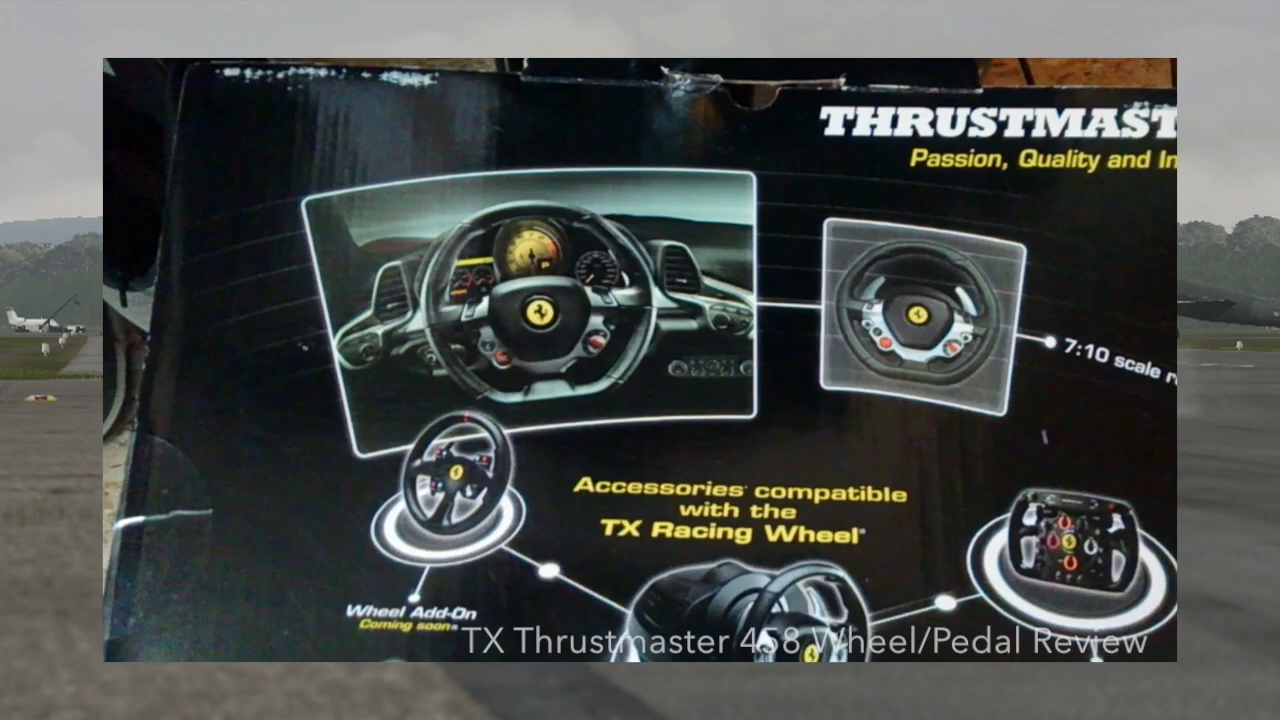 THRUSTMAST
Passion, Quality and In
7:10 scale r
Accessories compatible
with the
TX Racing Wheel
Wheel Add-On
Coming soon
TX Thrustmaster 458 Wheel/Pedal Review